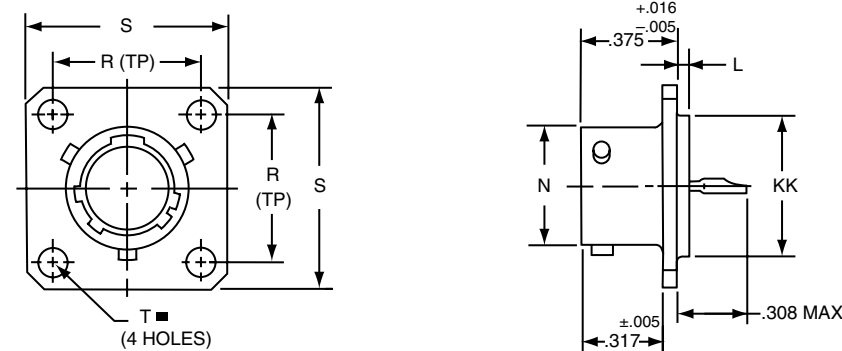 S
R (TP)
R
(TP)
S
T ■
(4 HOLES)
+.016
–.005
.375
L
N
KK
.308 MAX
±.005
.317